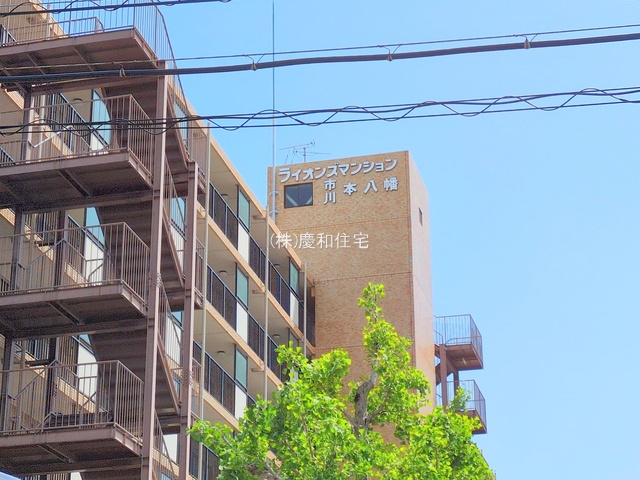 ライオンズマンション
市川 本八幡
(株)慶和住宅